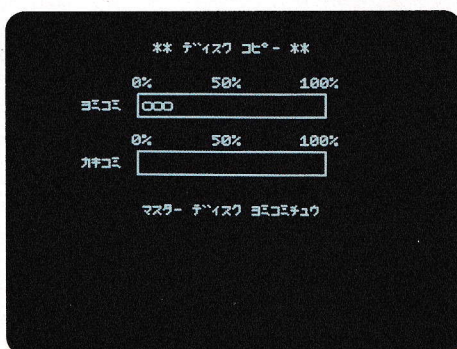 ** ディスク コピー **
0% 50% 100%
ヨミコミ
0% 50% 100%
カキコミ
マスター ディスク ヨミコミチュウ